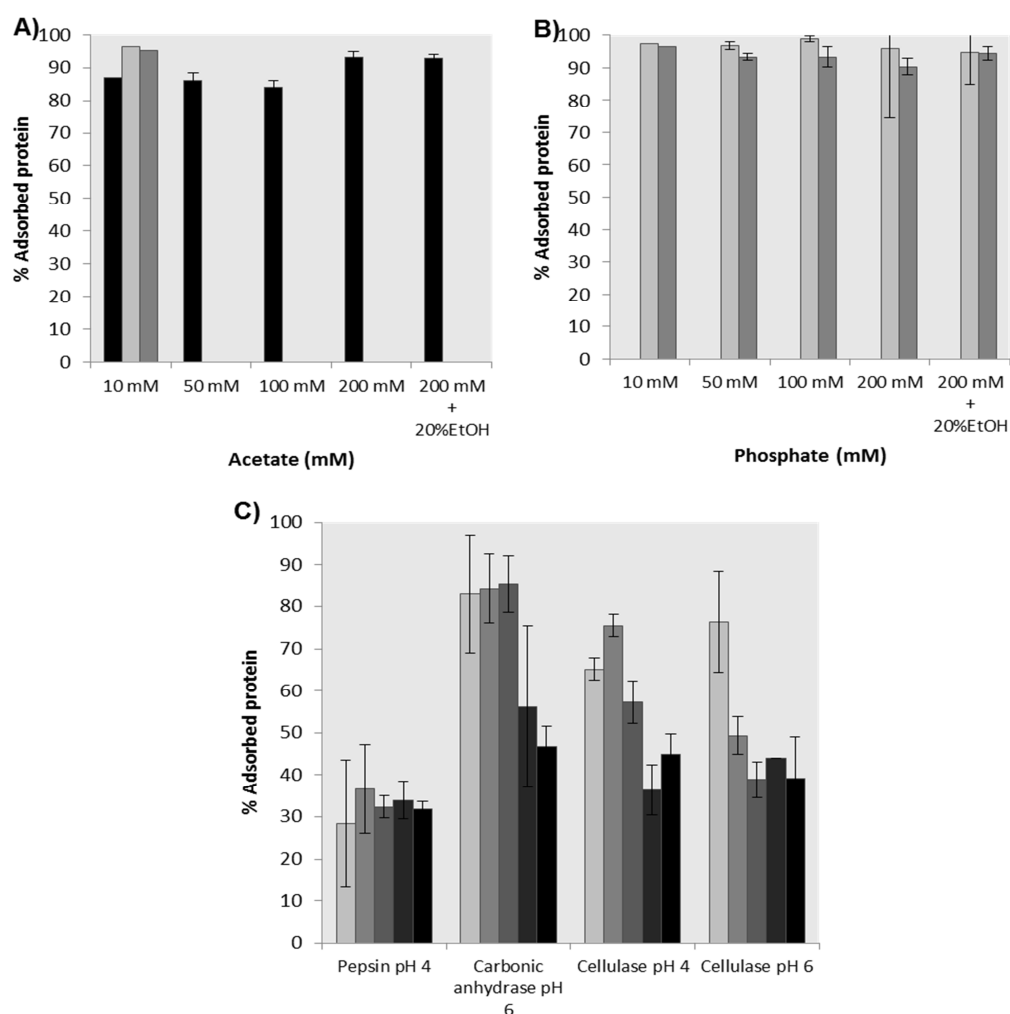 A)
100
90
80
70
60
50
40
30
20
10
0
% Adsorbed protein
10 mM
50 mM
100 mM
200 mM
200 mM
+
20%EtOH
Acetate (mM)
B)
100
90
80
70
60
50
40
30
20
10
0
% Adsorbed protein
10 mM
50 mM
100 mM
200 mM
200 mM
+
20%EtOH
Phosphate (mM)
C)
100
90
80
70
60
50
40
30
20
10
0
% Adsorbed protein
Pepsin pH 4
Carbonic
anhydrase pH
6
Cellulase pH 4
Cellulase pH 6